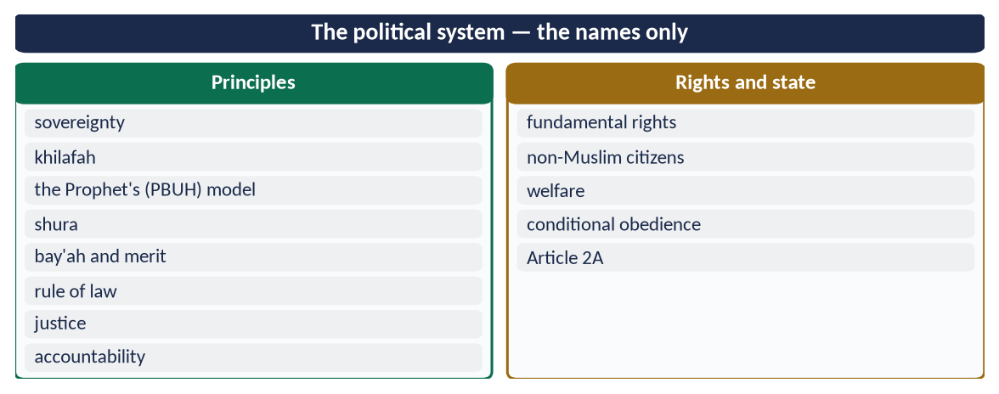 The political system — the names only
Principles
sovereignty
khilafah
the Prophet's (PBUH) model
shura
bay'ah and merit
rule of law
justice
accountability
Rights and state
fundamental rights
non-Muslim citizens
welfare
conditional obedience
Article 2A